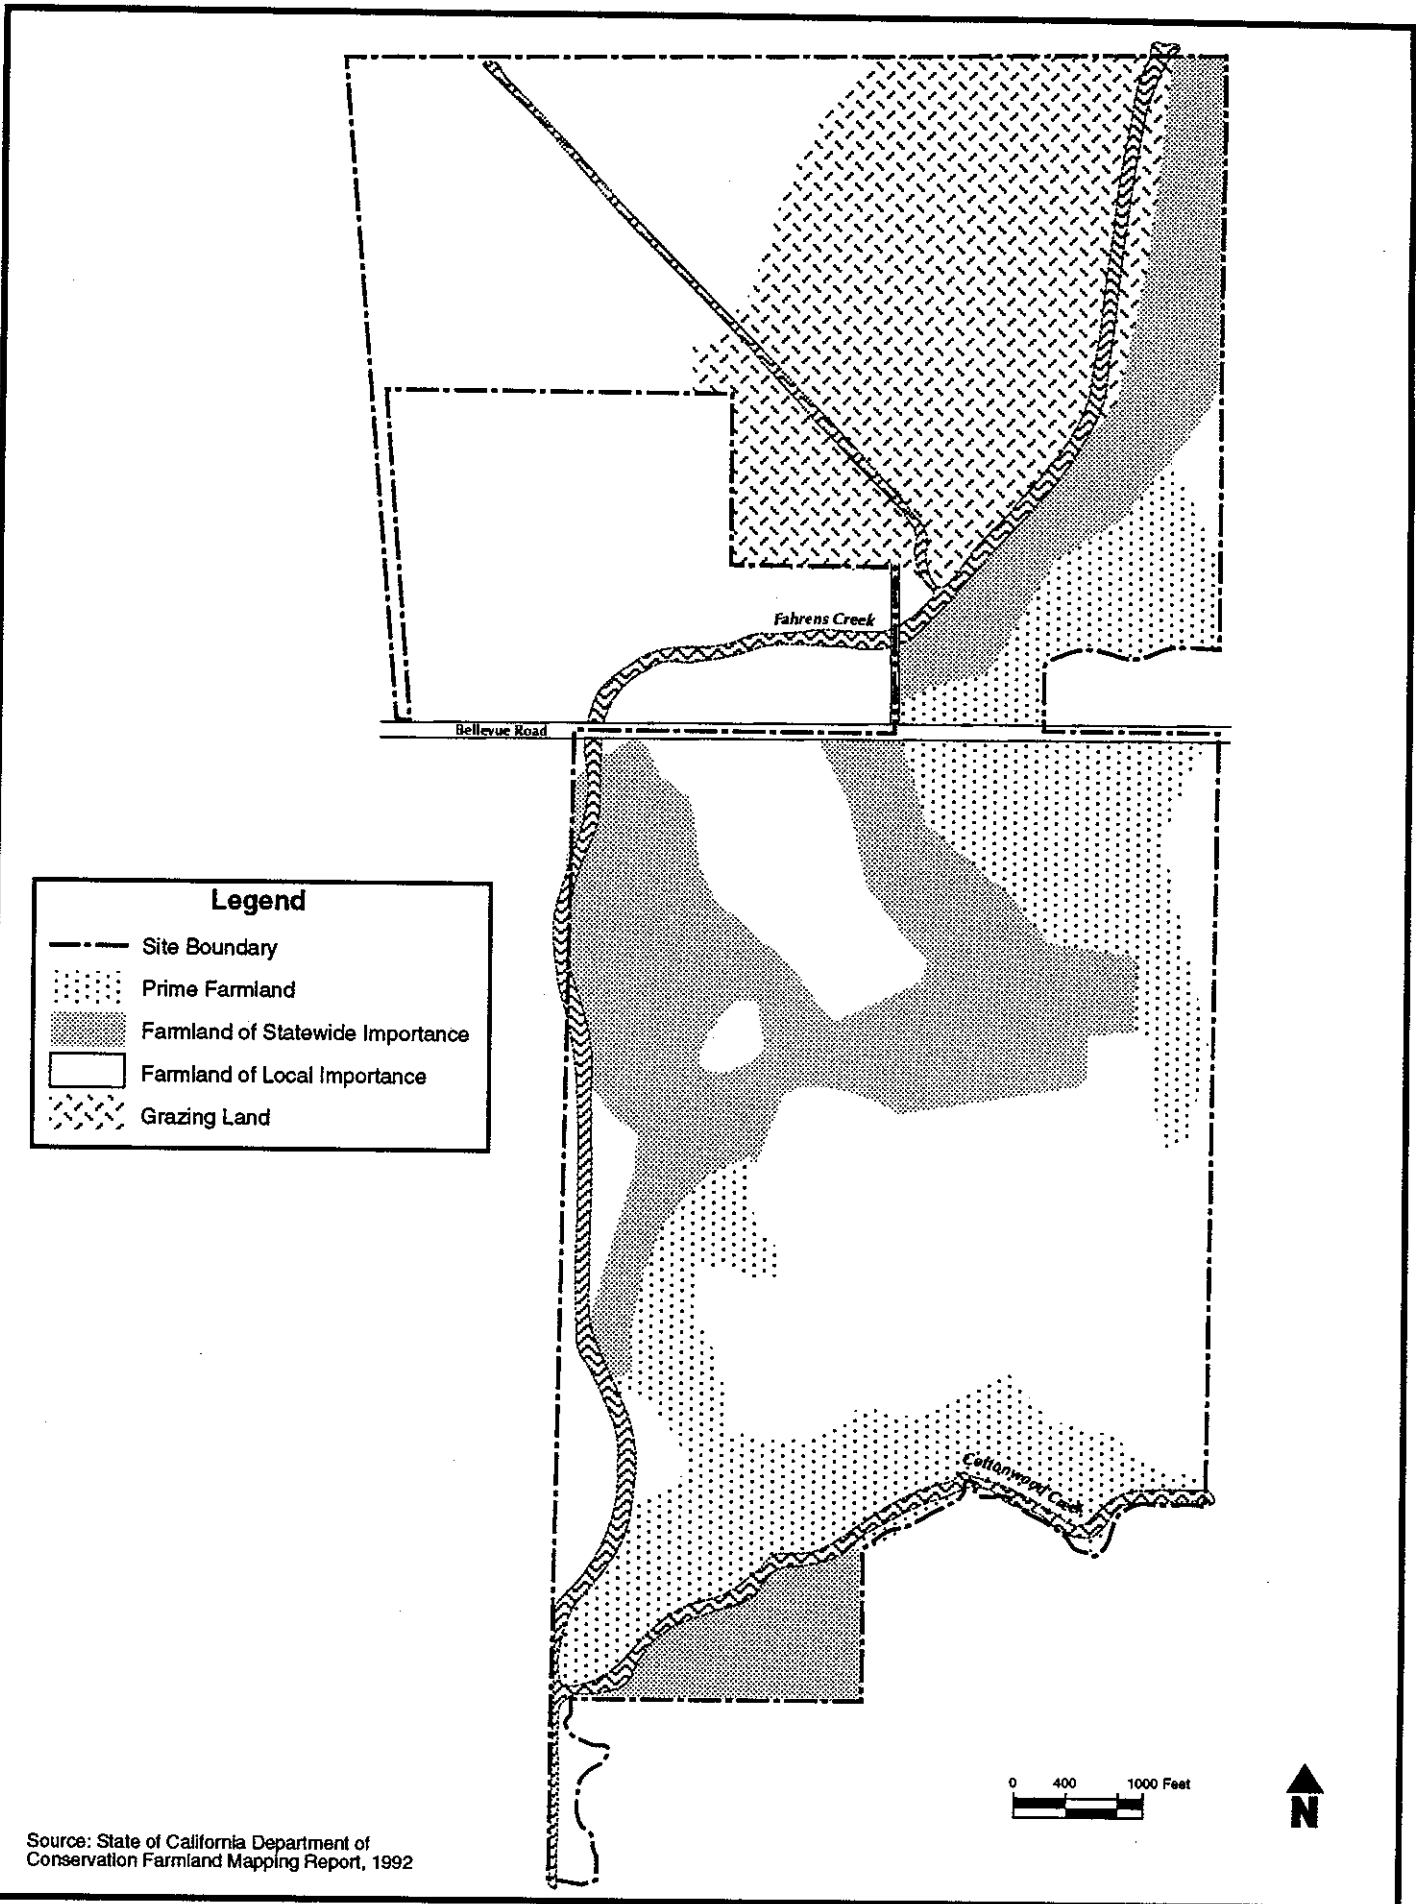 Fahrens Creek
Bellevue Road
Legend
Site Boundary
Prime Farmland
Farmland of Statewide Importance
Farmland of Local Importance
Grazing Land
Cottonwood Creek
0 400 1000 Feet
N
Source: State of California Department of
Conservation Farmland Mapping Report, 1992